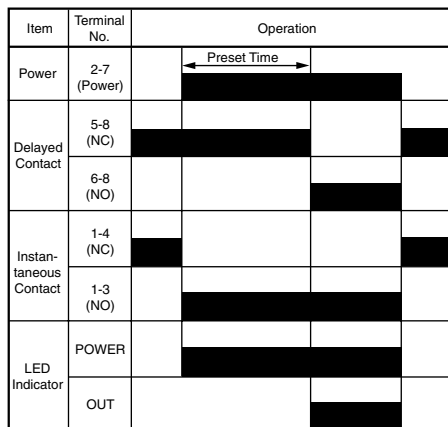 Item
Terminal
No.
Operation
Power
2-7
(Power)
Preset Time
Delayed
Contact
5-8
(NC)
6-8
(NO)
Instan-
taneous
Contact
1-4
(NC)
1-3
(NO)
LED
Indicator
POWER
OUT